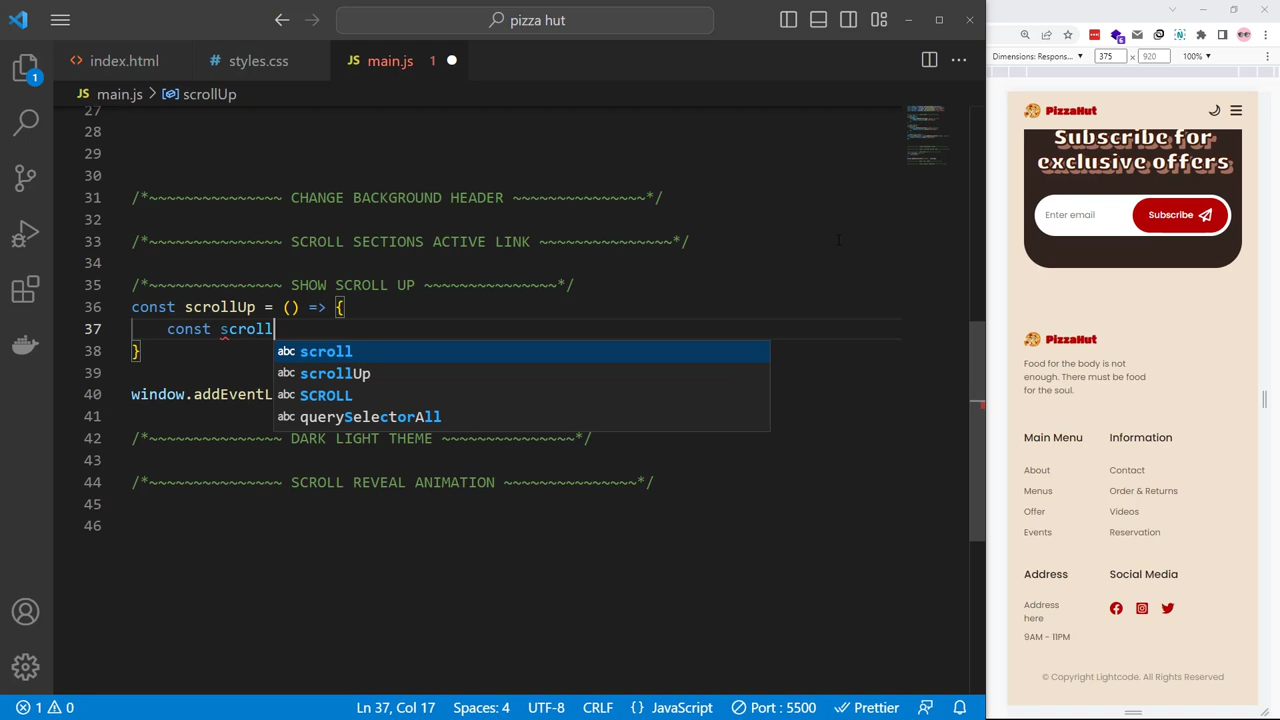 pizza hut
index.html
styles.css
JS main.js 1
JS main.js > scrollUp
27
28
29
30
31 /*~~~~~~~~~~~~~~~ CHANGE BACKGROUND HEADER ~~~~~~~~~~~~~~~*/
32
33 /*~~~~~~~~~~~~~~~ SCROLL SECTIONS ACTIVE LINK ~~~~~~~~~~~~~~~*/
34
35 /*~~~~~~~~~~~~~~~ SHOW SCROLL UP ~~~~~~~~~~~~~~~*/
36 const scrollUp = () => {
37 const scroll
38 }
39
40 window.addEventL
41
42 /*~~~~~~~~~~~~~~~ DARK LIGHT THEME ~~~~~~~~~~~~~~~*/
43
44 /*~~~~~~~~~~~~~~~ SCROLL REVEAL ANIMATION ~~~~~~~~~~~~~~~*/
45
46
abc scroll
abc scrollUp
abc SCROLL
abc querySelectorAll
1
1 0
Ln 37, Col 17
Spaces: 4
UTF-8
CRLF
{} JavaScript
Port : 5500
Prettier
Dimensions: Respons...
375 x 920
100%
PizzaHut
Subscribe for
exclusive offers
Enter email
Subscribe
PizzaHut
Food for the body is not
enough. There must be food
for the soul.
Main Menu
About
Menus
Offer
Events
Information
Contact
Order & Returns
Videos
Reservation
Address
Address
here
9AM - 11PM
Social Media
© Copyright Lightcode. All Rights Reserved